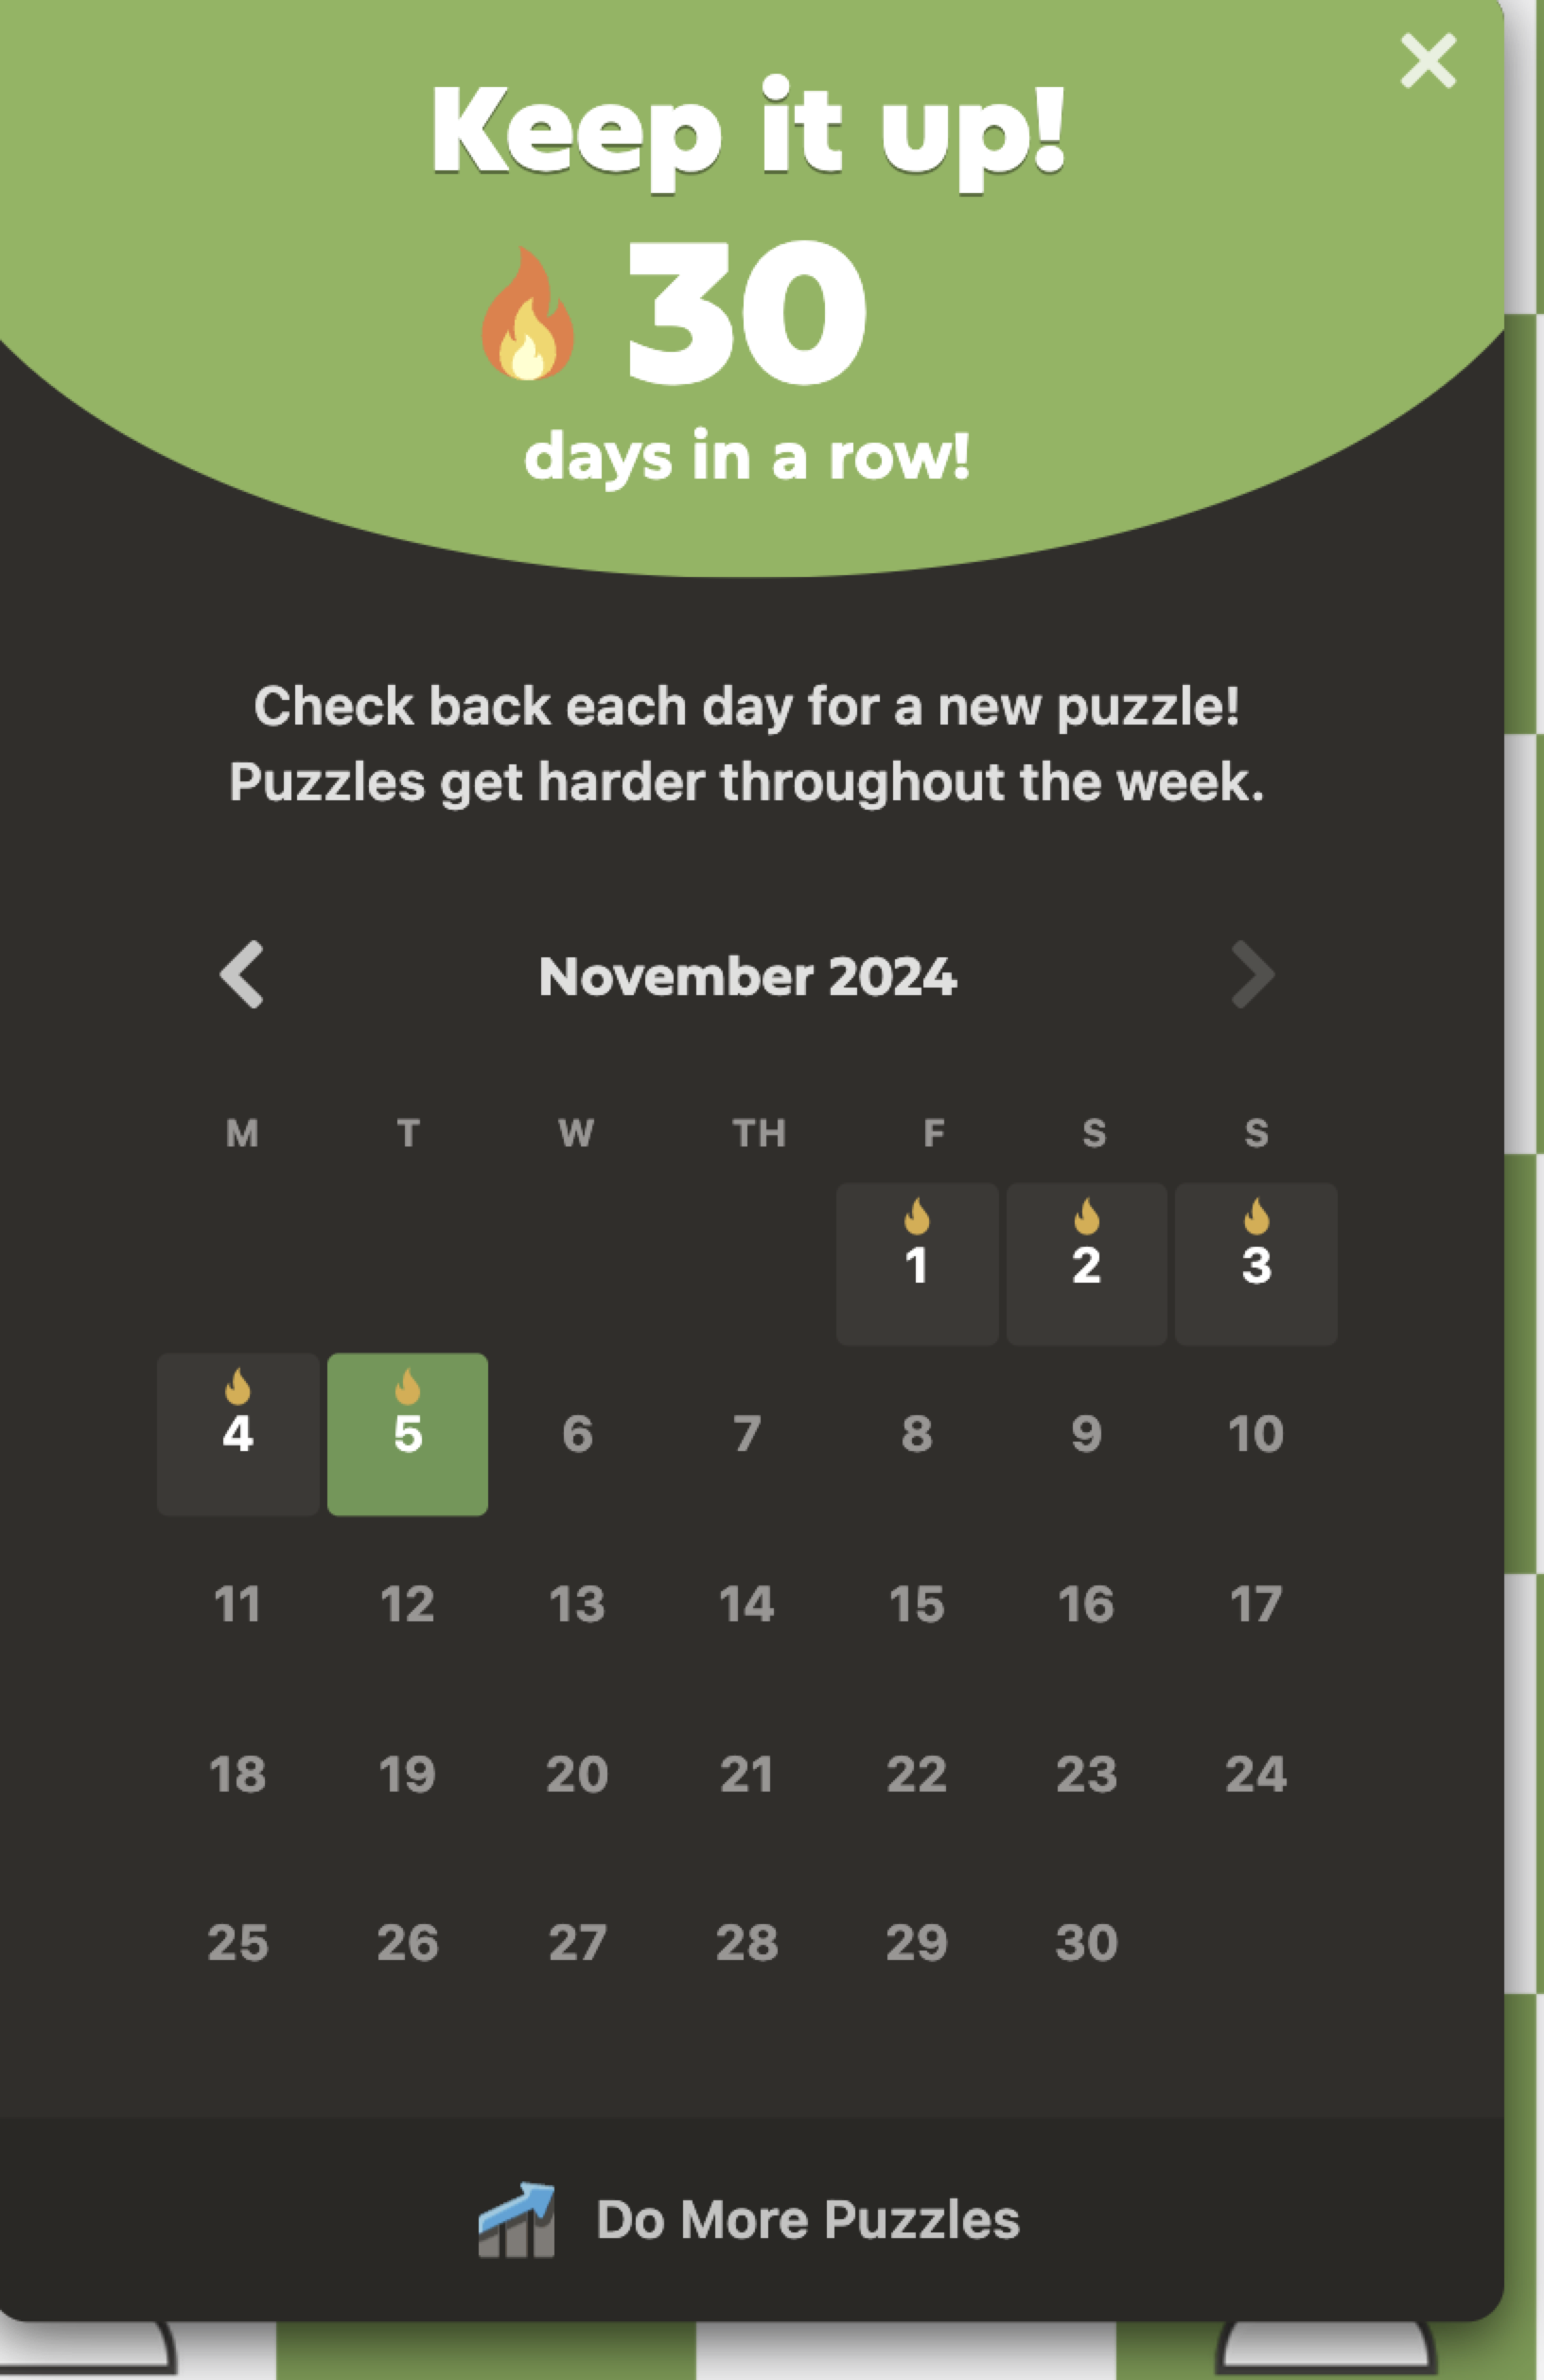 Keep it up!
30
days in a row!
Check back each day for a new puzzle!
Puzzles get harder throughout the week.
November 2024
M T W TH F S S
1 2 3
4 5 6 7 8 9 10
11 12 13 14 15 16 17
18 19 20 21 22 23 24
25 26 27 28 29 30
Do More Puzzles